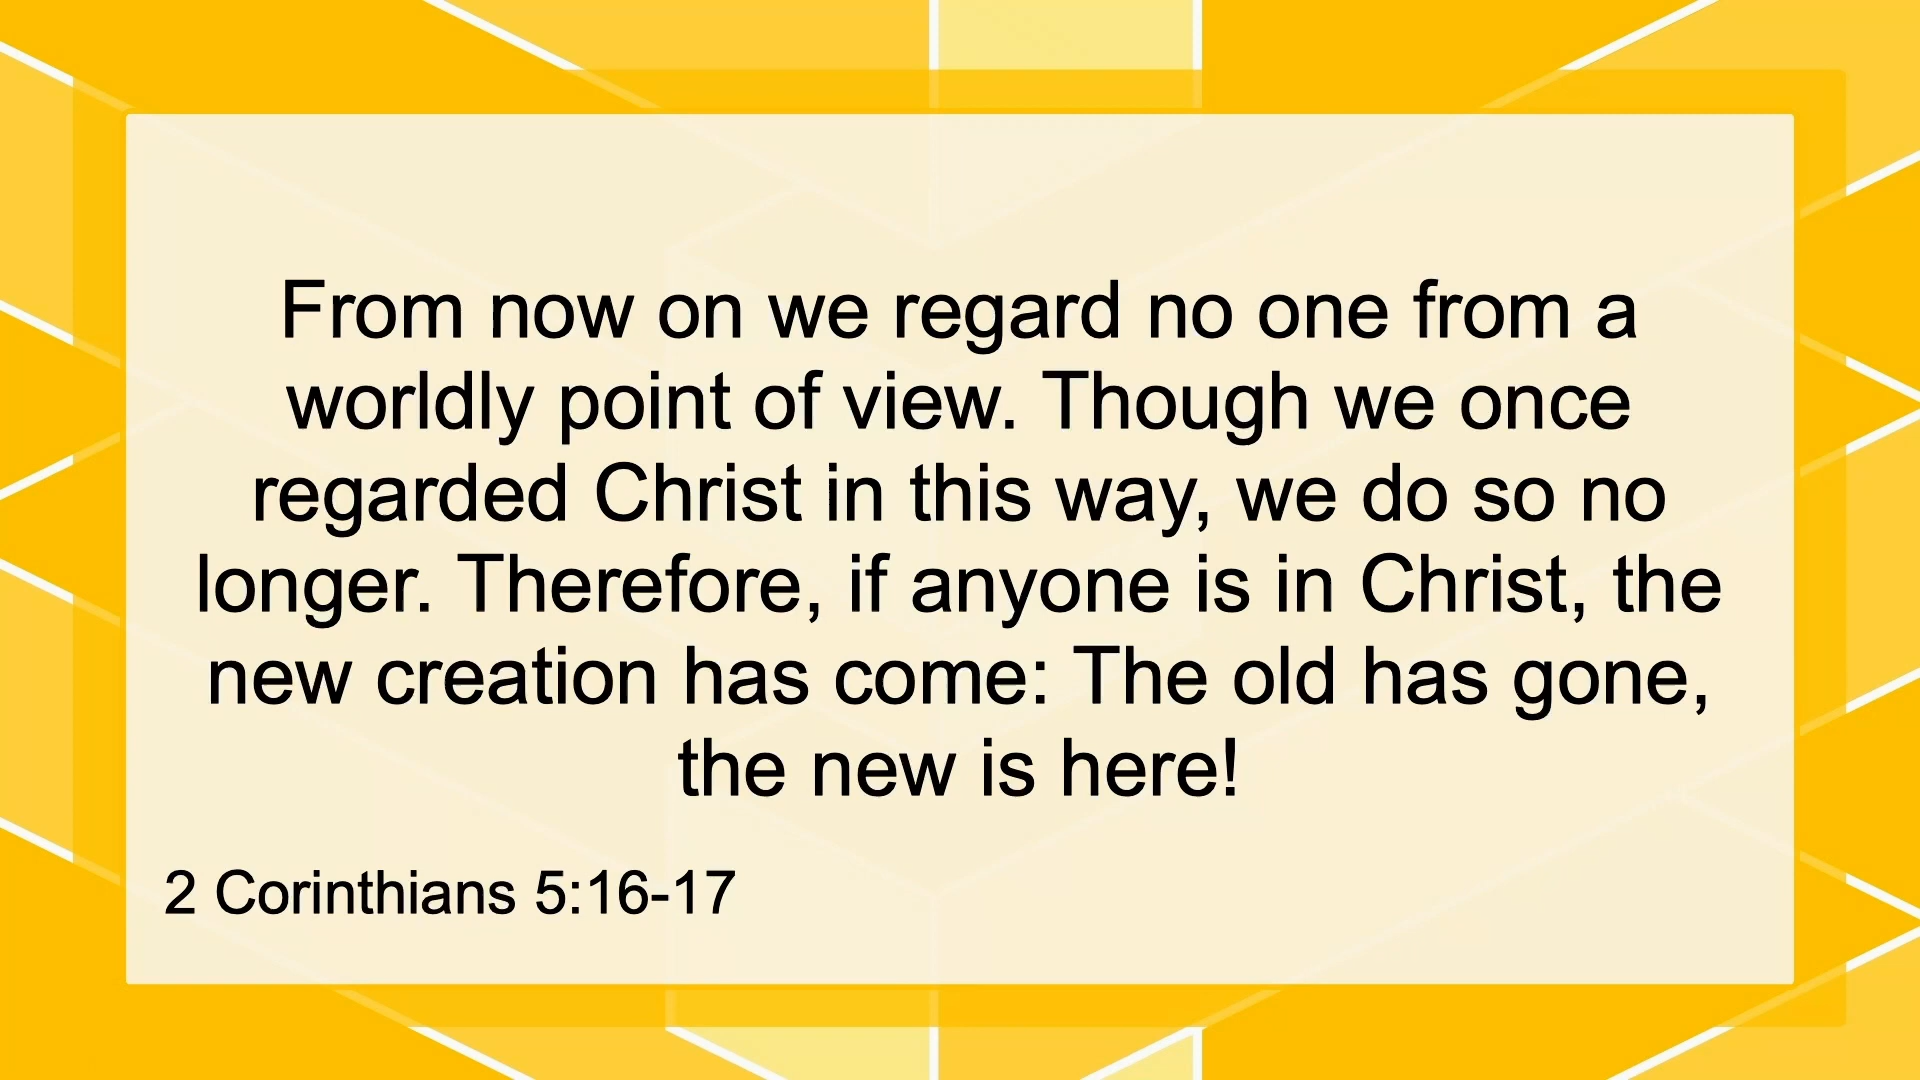 From now on we regard no one from a
worldly point of view. Though we once
regarded Christ in this way, we do so no
longer. Therefore, if anyone is in Christ, the
new creation has come: The old has gone,
the new is here!
2 Corinthians 5:16-17